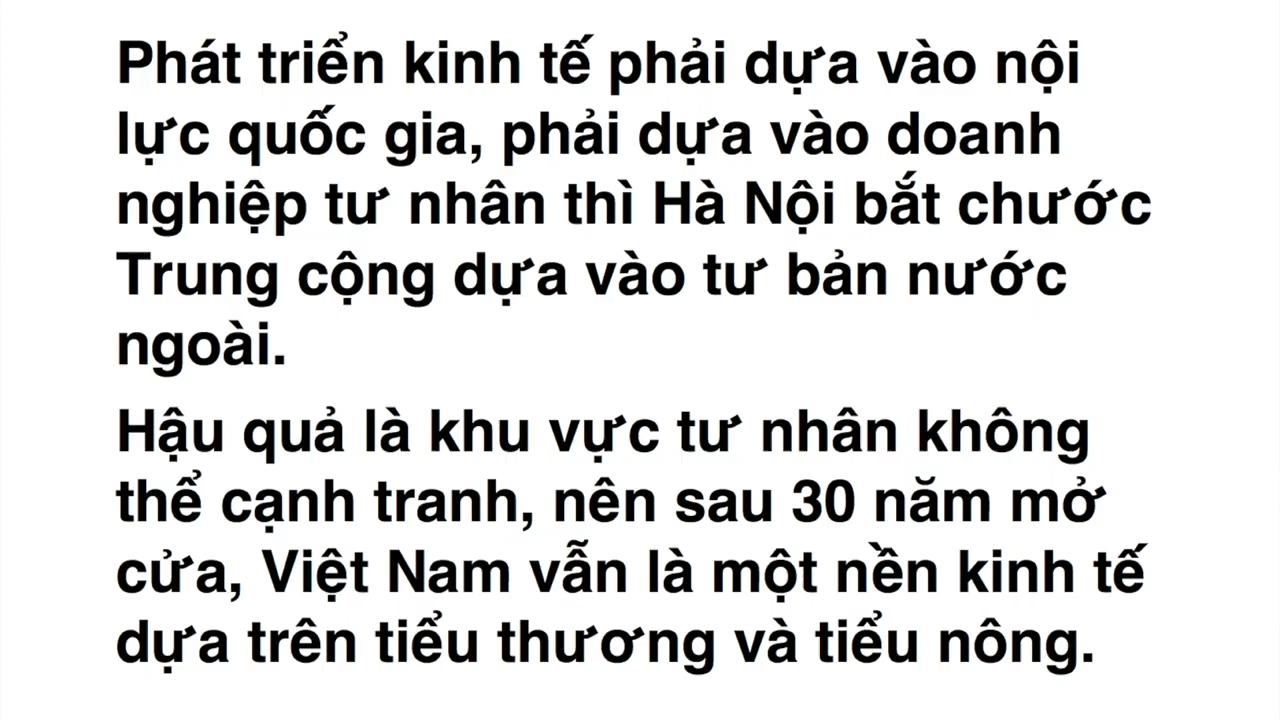 Phát triển kinh tế phải dựa vào nội
lực quốc gia, phải dựa vào doanh
nghiệp tư nhân thì Hà Nội bắt chước
Trung cộng dựa vào tư bản nước
ngoài.
Hậu quả là khu vực tư nhân không
thể cạnh tranh, nên sau 30 năm mở
cửa, Việt Nam vẫn là một nền kinh tế
dựa trên tiểu thương và tiểu nông.